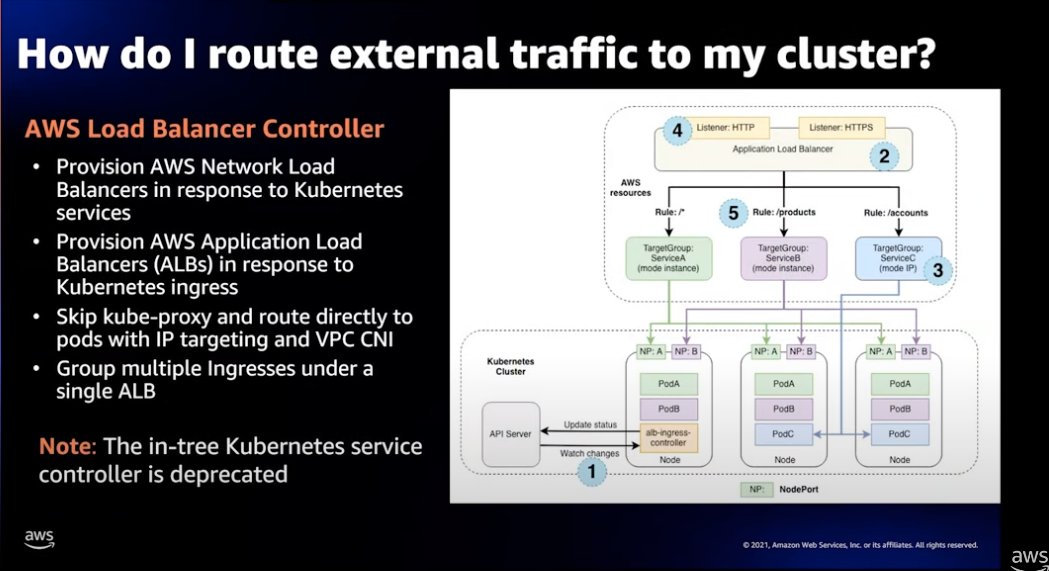 How do I route external traffic to my cluster?
AWS Load Balancer Controller
• Provision AWS Network Load
Balancers in response to Kubernetes
services
• Provision AWS Application Load
Balancers (ALBs) in response to
Kubernetes ingress
• Skip kube-proxy and route directly to
pods with IP targeting and VPC CNI
• Group multiple Ingresses under a
single ALB
Note: The in-tree Kubernetes service
controller is deprecated
4
Listener: HTTP
Listener: HTTPS
Application Load Balancer
2
AWS
resources
Rule: /*
5
Rule: /products
Rule: /accounts
TargetGroup:
ServiceA
(mode instance)
TargetGroup:
ServiceB
(mode instance)
TargetGroup:
ServiceC
(mode IP)
3
Kubernetes
Cluster
NP: A
NP: B
NP: A
NP: B
NP: A
NP: B
PodA
PodA
PodA
PodB
PodB
PodB
API Server
Update status
Watch changes
1
alb-ingress-
controller
PodC
PodC
Node
Node
Node
NP:
NodePort
aws
© 2021, Amazon Web Services, Inc. or its affiliates. All rights reserved.
aws